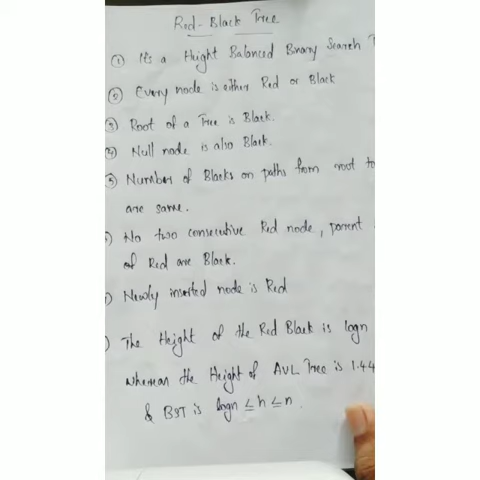 Red-Black Tree
① It's a Height Balanced Binary Search T
② Every node is either Red or Black
③ Root of a Tree is Black.
④ Null node is also Black.
⑤ Number of Blacks on paths from root to
are same.
) No two consecutive Red node, parent
of Red are Black.
) Newly inserted node is Red
) The Height of the Red Black is logn
whereas the Height of AVL Tree is 1.44
& BST is logn ≤ h ≤ n.